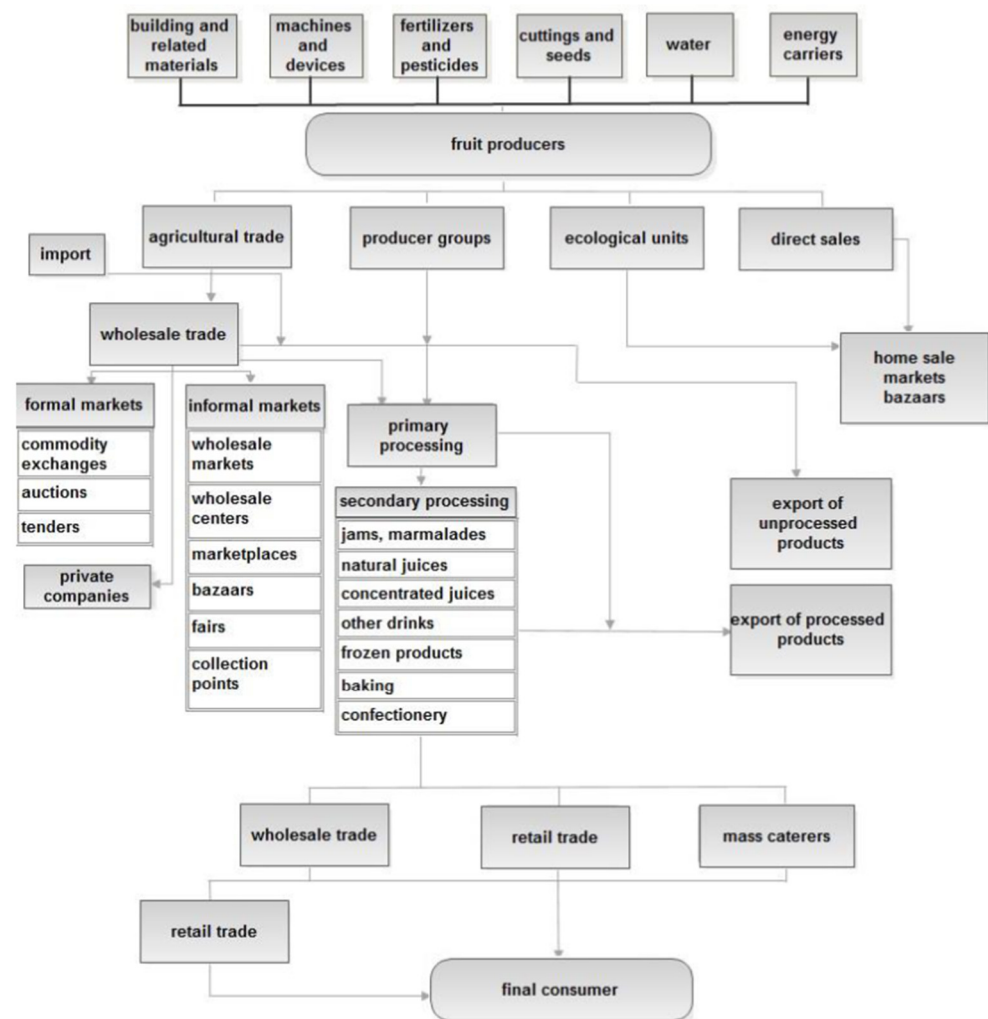 building and
related
materials
machines
and
devices
fertilizers
and
pesticides
cuttings and
seeds
water
energy
carriers
fruit producers
agricultural trade
producer groups
ecological units
direct sales
import
wholesale trade
home sale
markets
bazaars
formal markets
commodity
exchanges
auctions
tenders
private
companies
informal markets
wholesale
markets
wholesale
centers
marketplaces
bazaars
fairs
collection
points
primary
processing
secondary processing
jams, marmalades
natural juices
concentrated juices
other drinks
frozen products
baking
confectionery
export of
unprocessed
products
export of processed
products
wholesale trade
retail trade
mass caterers
retail trade
final consumer